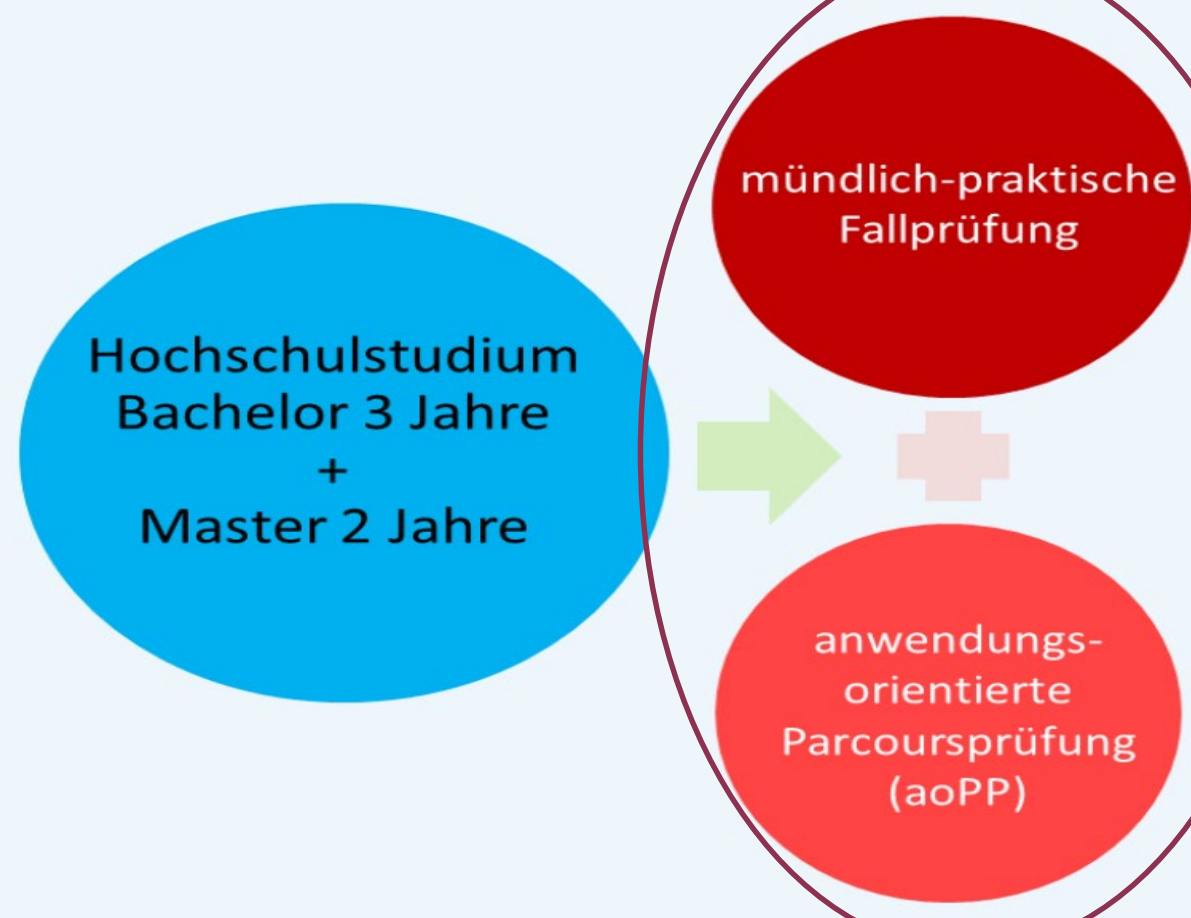 Hochschulstudium
Bachelor 3 Jahre
+
Master 2 Jahre
mündlich-praktische
Fallprüfung
anwendungs-
orientierte
Parcoursprüfung
(aoPP)